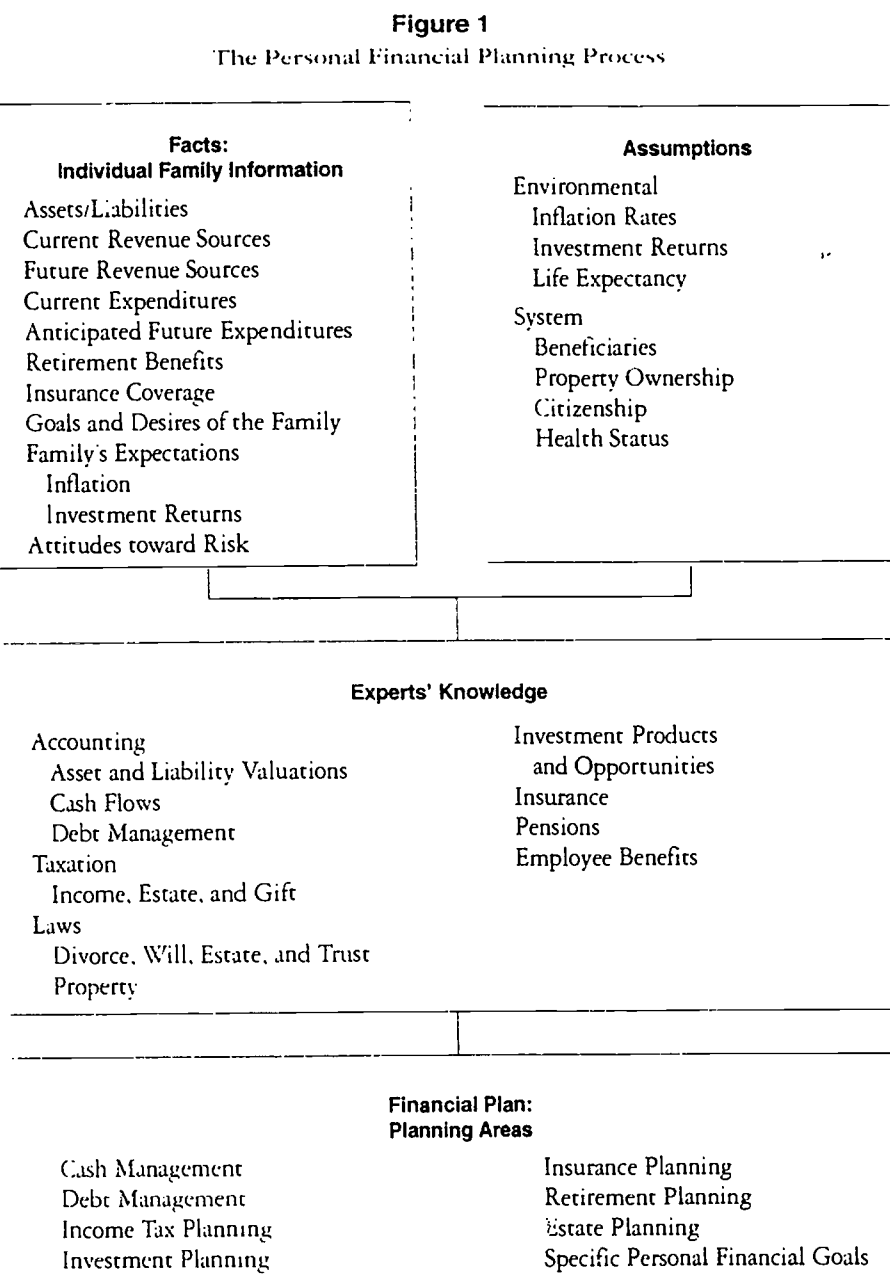 Figure 1
The Personal Financial Planning Process
Facts:
Individual Family Information
Assets/Liabilities
Current Revenue Sources
Future Revenue Sources
Current Expenditures
Anticipated Future Expenditures
Retirement Benefits
Insurance Coverage
Goals and Desires of the Family
Family's Expectations
Inflation
Investment Returns
Attitudes toward Risk
Assumptions
Environmental
Inflation Rates
Investment Returns
Life Expectancy
System
Beneficiaries
Property Ownership
Citizenship
Health Status
Experts' Knowledge
Accounting
Asset and Liability Valuations
Cash Flows
Debt Management
Taxation
Income, Estate, and Gift
Laws
Divorce, Will, Estate, and Trust
Property
Investment Products
and Opportunities
Insurance
Pensions
Employee Benefits
Financial Plan:
Planning Areas
Cash Management
Debt Management
Income Tax Planning
Investment Planning
Insurance Planning
Retirement Planning
Estate Planning
Specific Personal Financial Goals